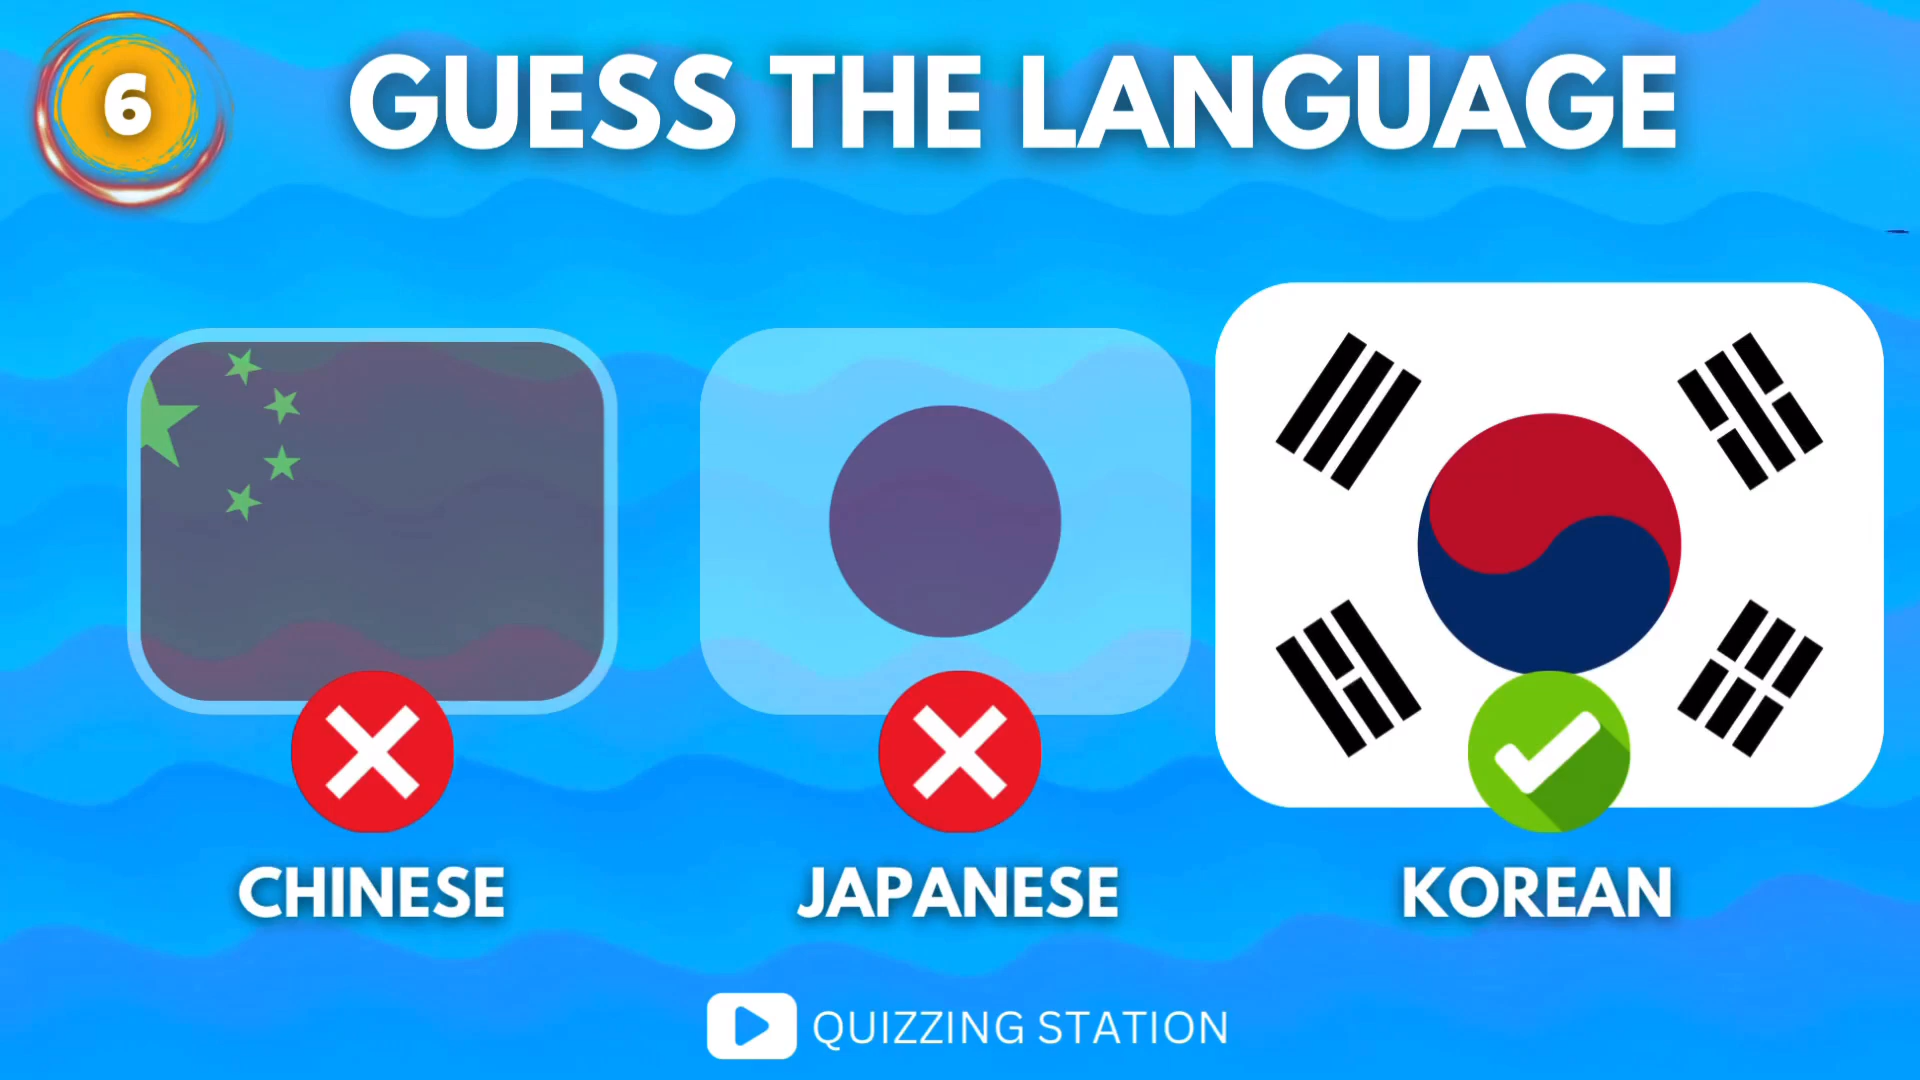 6
GUESS THE LANGUAGE
CHINESE
JAPANESE
KOREAN
QUIZZING STATION